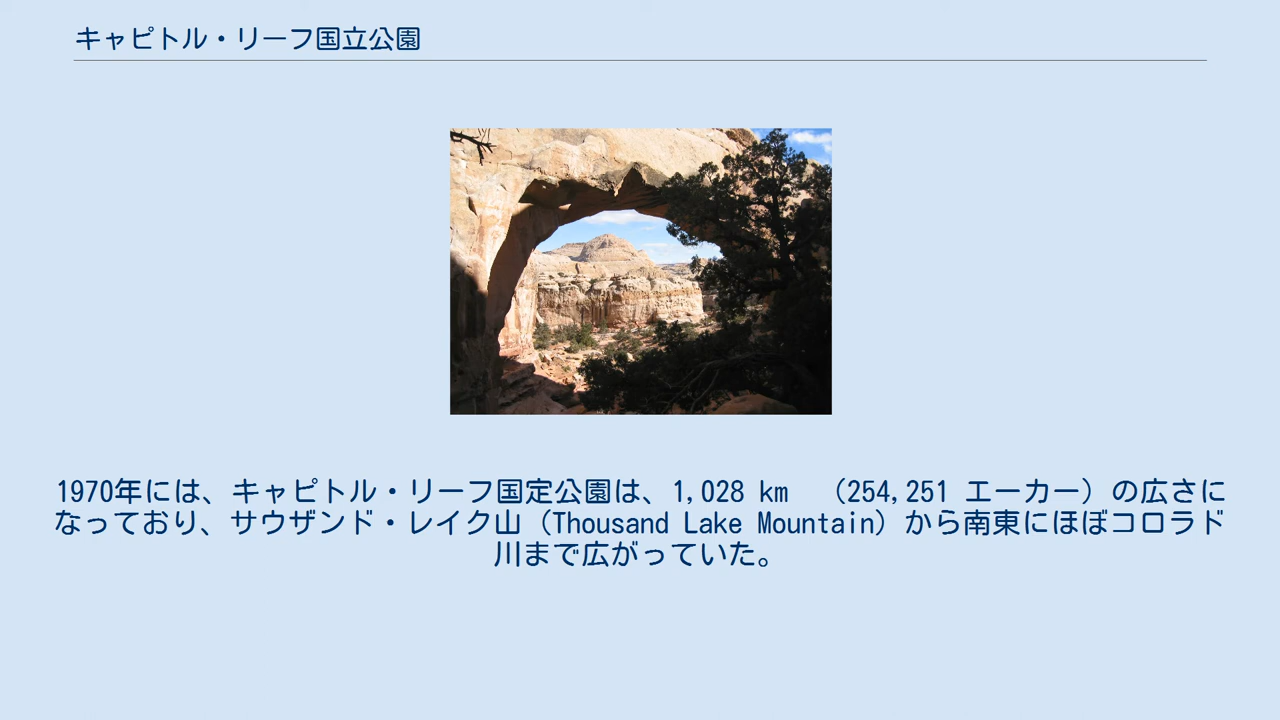 キャピトル・リーフ国立公園
1970年には、キャピトル・リーフ国定公園は、1,028 km （254,251 エーカー）の広さに
なっており、サウザンド・レイク山（Thousand Lake Mountain）から南東にほぼコロラド
川まで広がっていた。